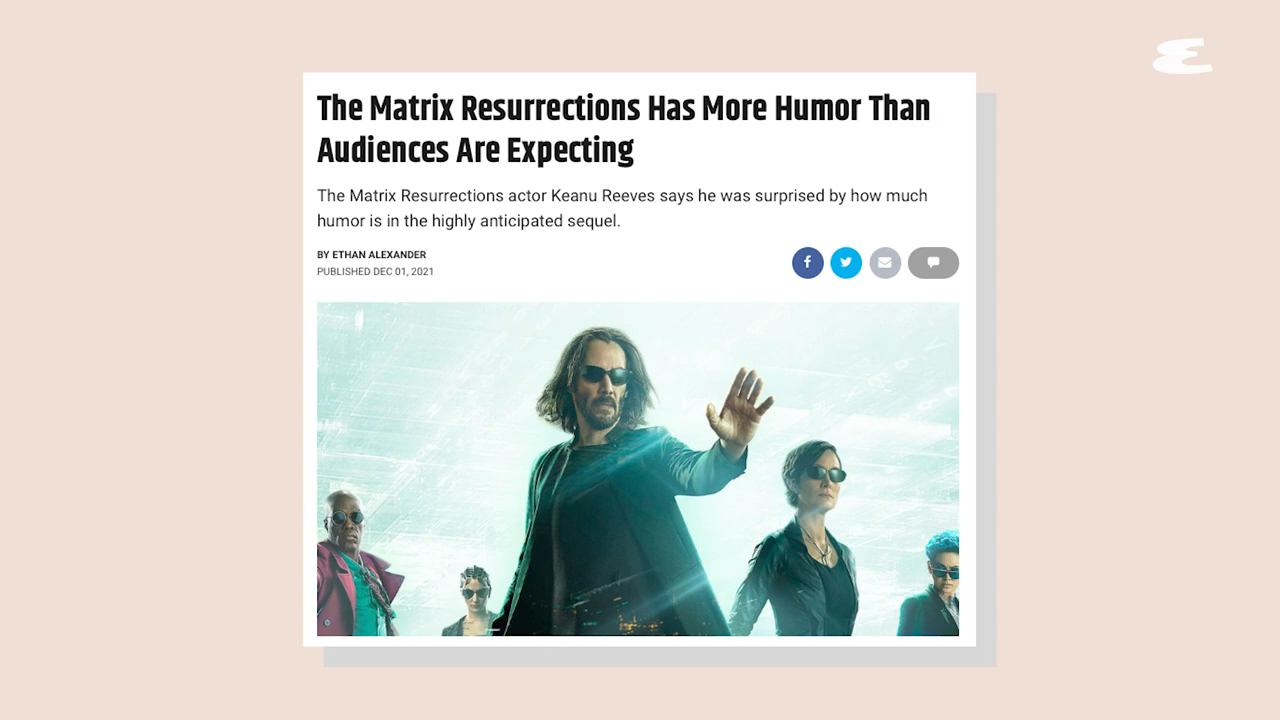 The Matrix Resurrections Has More Humor Than
Audiences Are Expecting
The Matrix Resurrections actor Keanu Reeves says he was surprised by how much
humor is in the highly anticipated sequel.
BY ETHAN ALEXANDER
PUBLISHED DEC 01, 2021